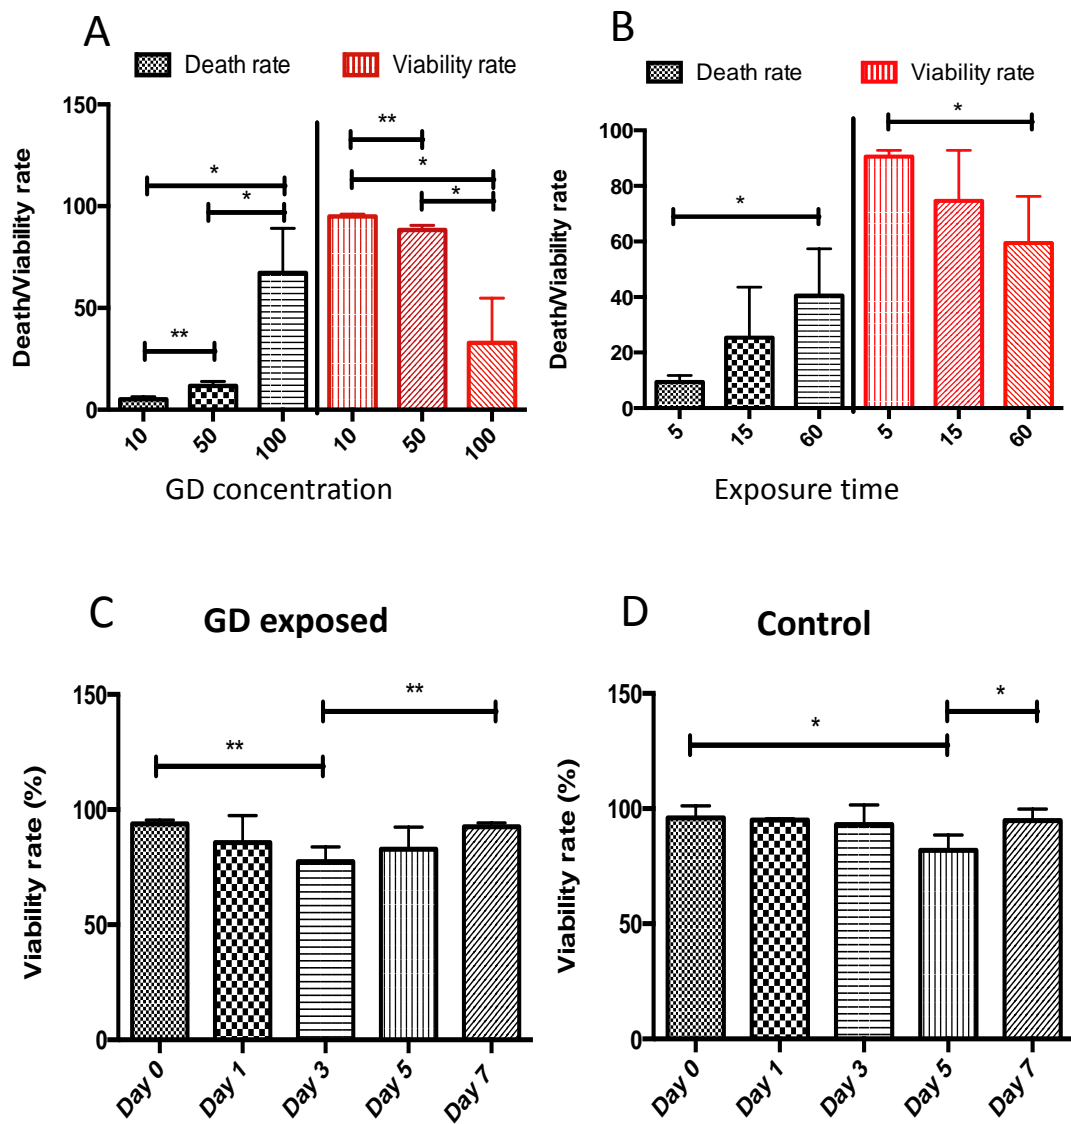 A
Death rate
Viability rate
Death/Viability rate
150
100
50
0
**
*
*
**
*
*
10
50
100
10
50
100
GD concentration
B
Death rate
Viability rate
Death/Viability rate
100
80
60
40
20
0
*
*
5
15
60
5
15
60
Exposure time
C
GD exposed
Viability rate (%)
150
100
50
0
**
**
Day 0
Day 1
Day 3
Day 5
Day 7
D
Control
Viability rate (%)
150
100
50
0
*
*
Day 0
Day 1
Day 3
Day 5
Day 7